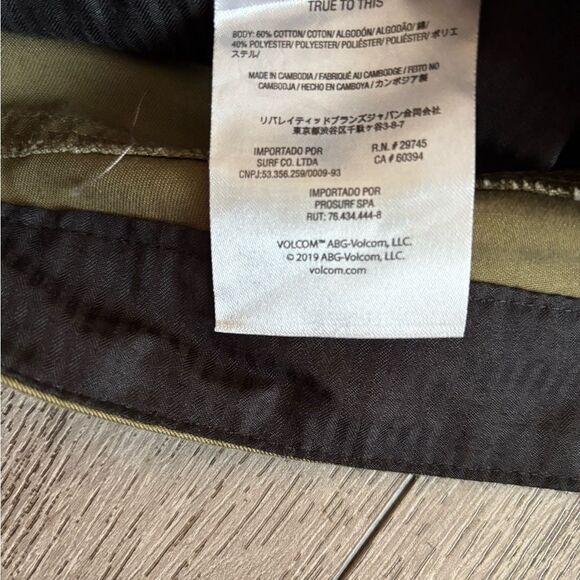 TRUE TO THIS
BODY: 60% COTTON/ COTON/ ALGODÓN/ ALGODÃO/ 綿/
40% POLYESTER/ POLYESTER/ POLIÉSTER/ POLIÉSTER/ ポリエ
ステル/
MADE IN CAMBODIA/ FABRIQUÉ AU CAMBODGE/ FEITO NO
CAMBODJA/ HECHO EN CAMBOYA/ カンボジア製
リバレイティッドブランズジャパン合同会社
東京都渋谷区千駄ヶ谷3-8-7
IMPORTADO POR
SURF CO. LTDA
CNPJ:53.356.259/0009-93
R.N. # 29745
CA # 60394
IMPORTADO POR
PROSURF SPA
RUT: 76.434.444-8
VOLCOM™ ABG-Volcom, LLC.
© 2019 ABG-Volcom, LLC.
volcom.com